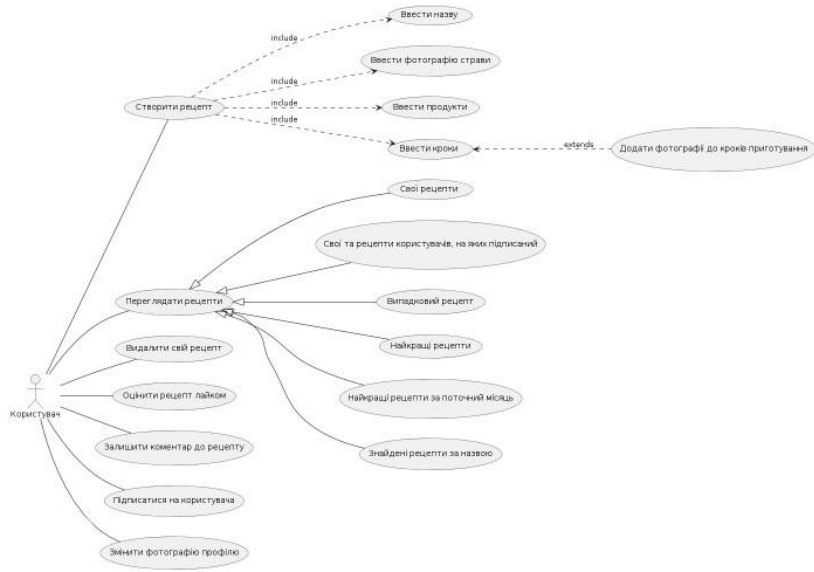 Ввести назву
include
Ввести фотографію страви
include
Створити рецепт
include
Ввести продукти
include
Ввести кроки
extends
Додати фотографії до кроків приготування
Свої рецепти
Свої та рецепти користувачів, на яких підписаний
Переглядати рецепти
Випадковий рецепт
Найкращі рецепти
Видалити свій рецепт
Найкращі рецепти за поточний місяць
Оцінити рецепт лайком
Користувач
Залишити коментар до рецепту
Знайдені рецепти за назвою
Підписатися на користувача
Змінити фотографію профілю